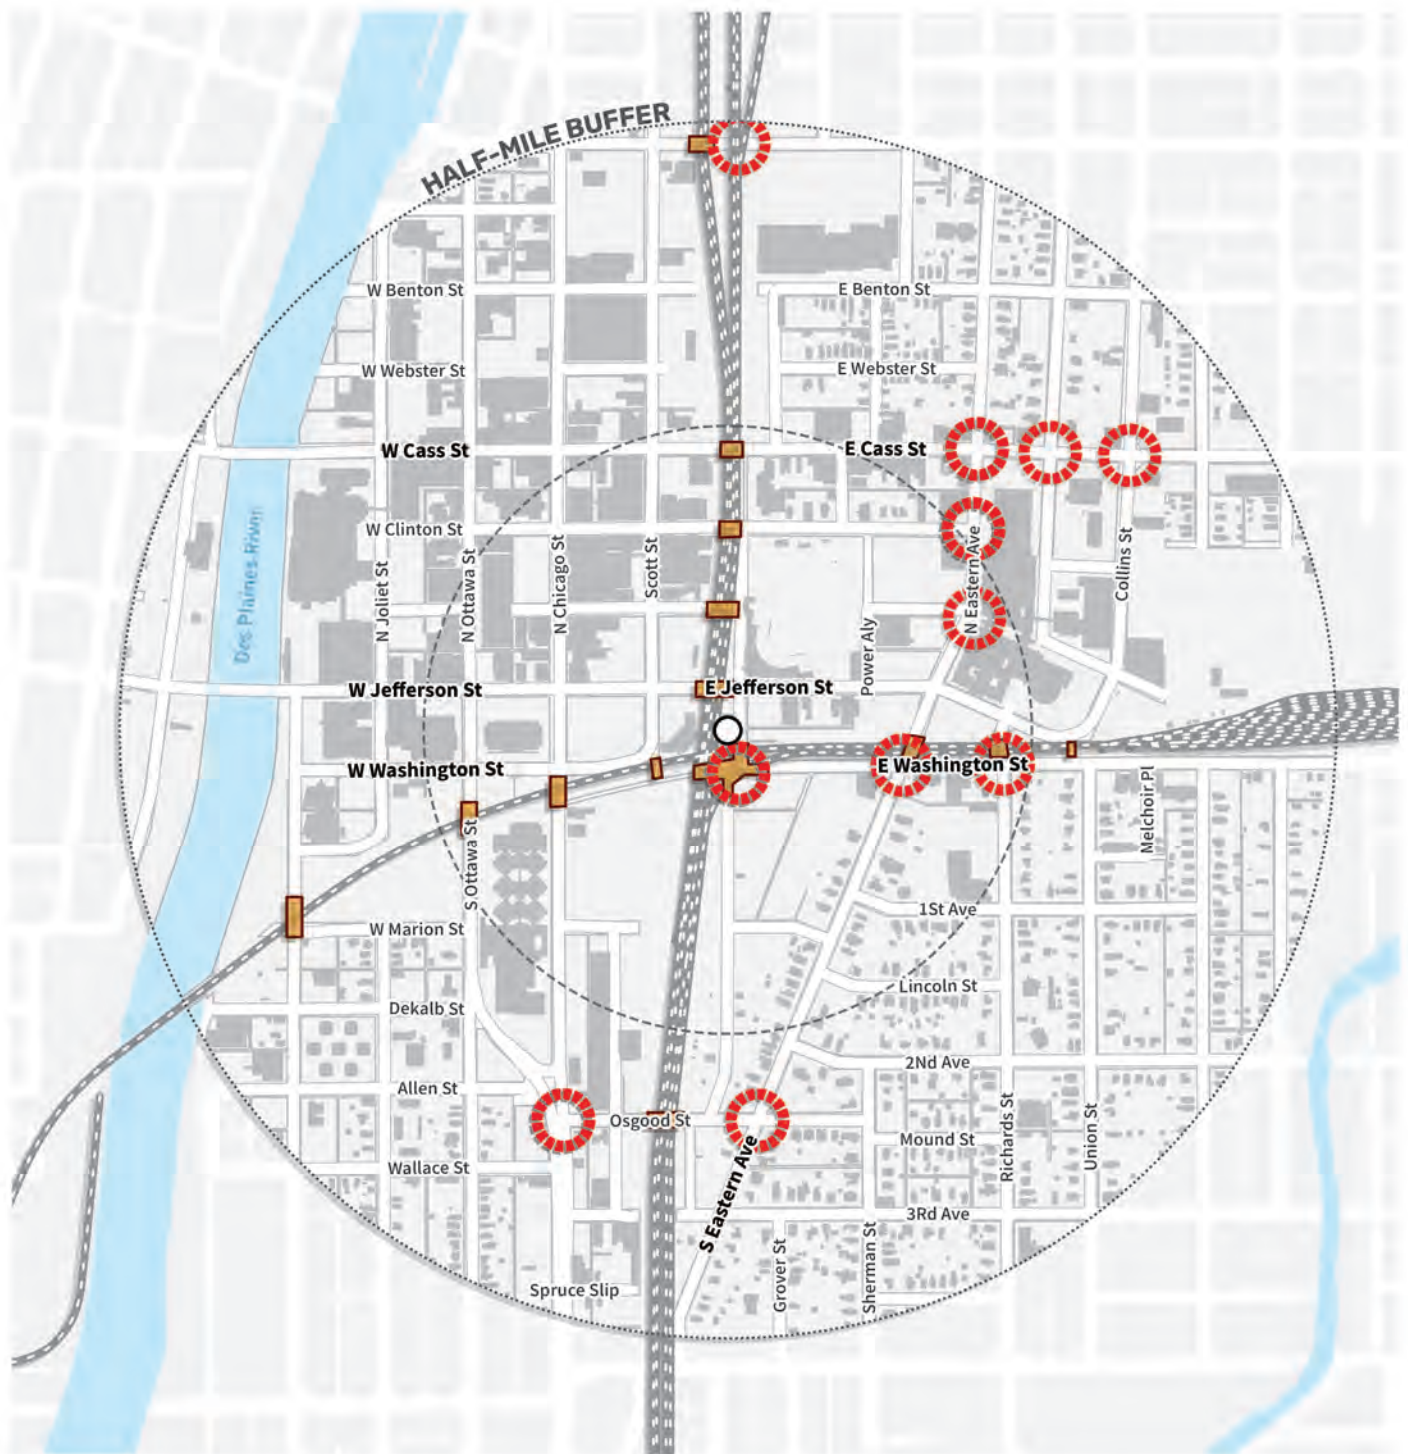 HALF-MILE BUFFER
W Benton St
E Benton St
W Webster St
E Webster St
W Cass St
E Cass St
W Clinton St
Des Plaines River
N Joliet St
N Ottawa St
N Chicago St
Scott St
Power Aly
N Eastern Ave
Collins St
W Jefferson St
E Jefferson St
W Washington St
E Washington St
Melchoir Pl
S Ottawa St
1St Ave
W Marion St
Lincoln St
Dekalb St
2Nd Ave
Allen St
Osgood St
Mound St
Richards St
Union St
Wallace St
S Eastern Ave
3Rd Ave
Grover St
Sherman St
Spruce Slip